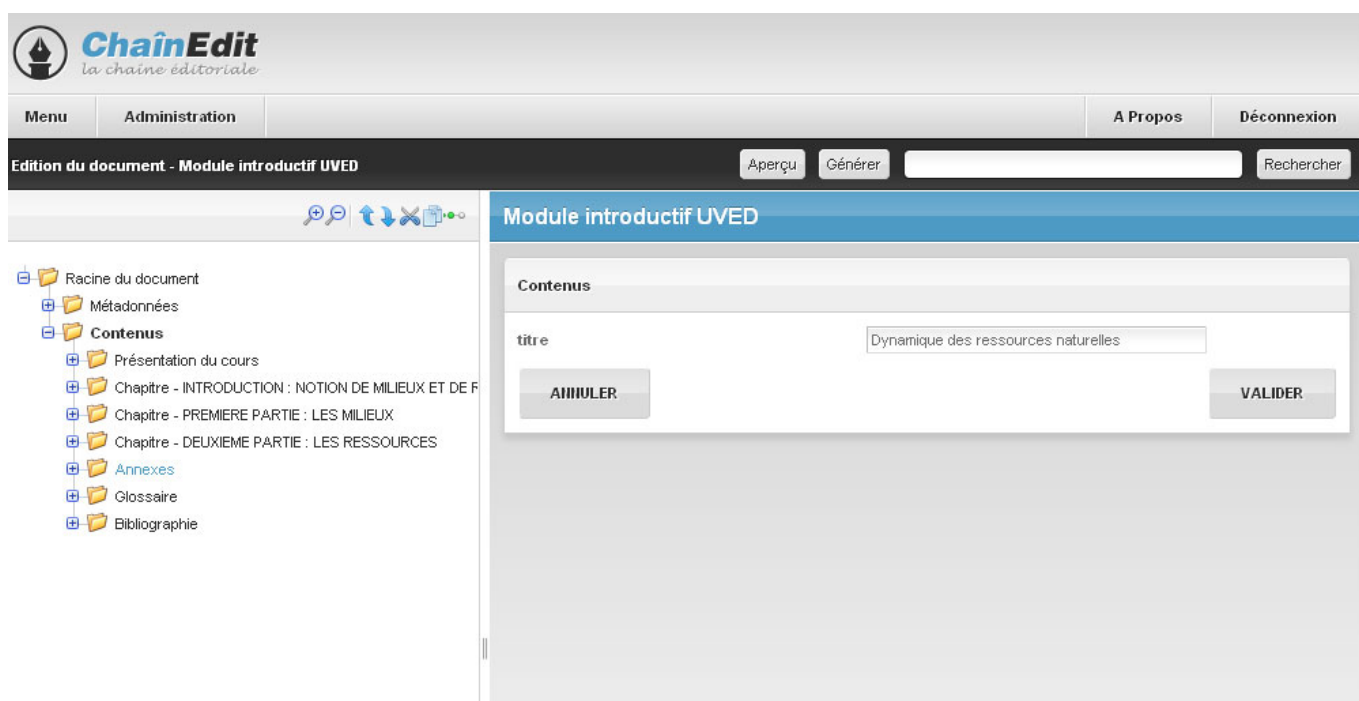 ChaînEdit
la chaîne éditoriale
Menu Administration A Propos Déconnexion
Edition du document - Module introductif UVED Aperçu Générer Rechercher
Module introductif UVED
Racine du document
Métadonnées
Contenus
Présentation du cours
Chapitre - INTRODUCTION : NOTION DE MILIEUX ET DE R
Chapitre - PREMIERE PARTIE : LES MILIEUX
Chapitre - DEUXIEME PARTIE : LES RESSOURCES
Annexes
Glossaire
Bibliographie
Contenus
titre Dynamique des ressources naturelles
ANNULER VALIDER